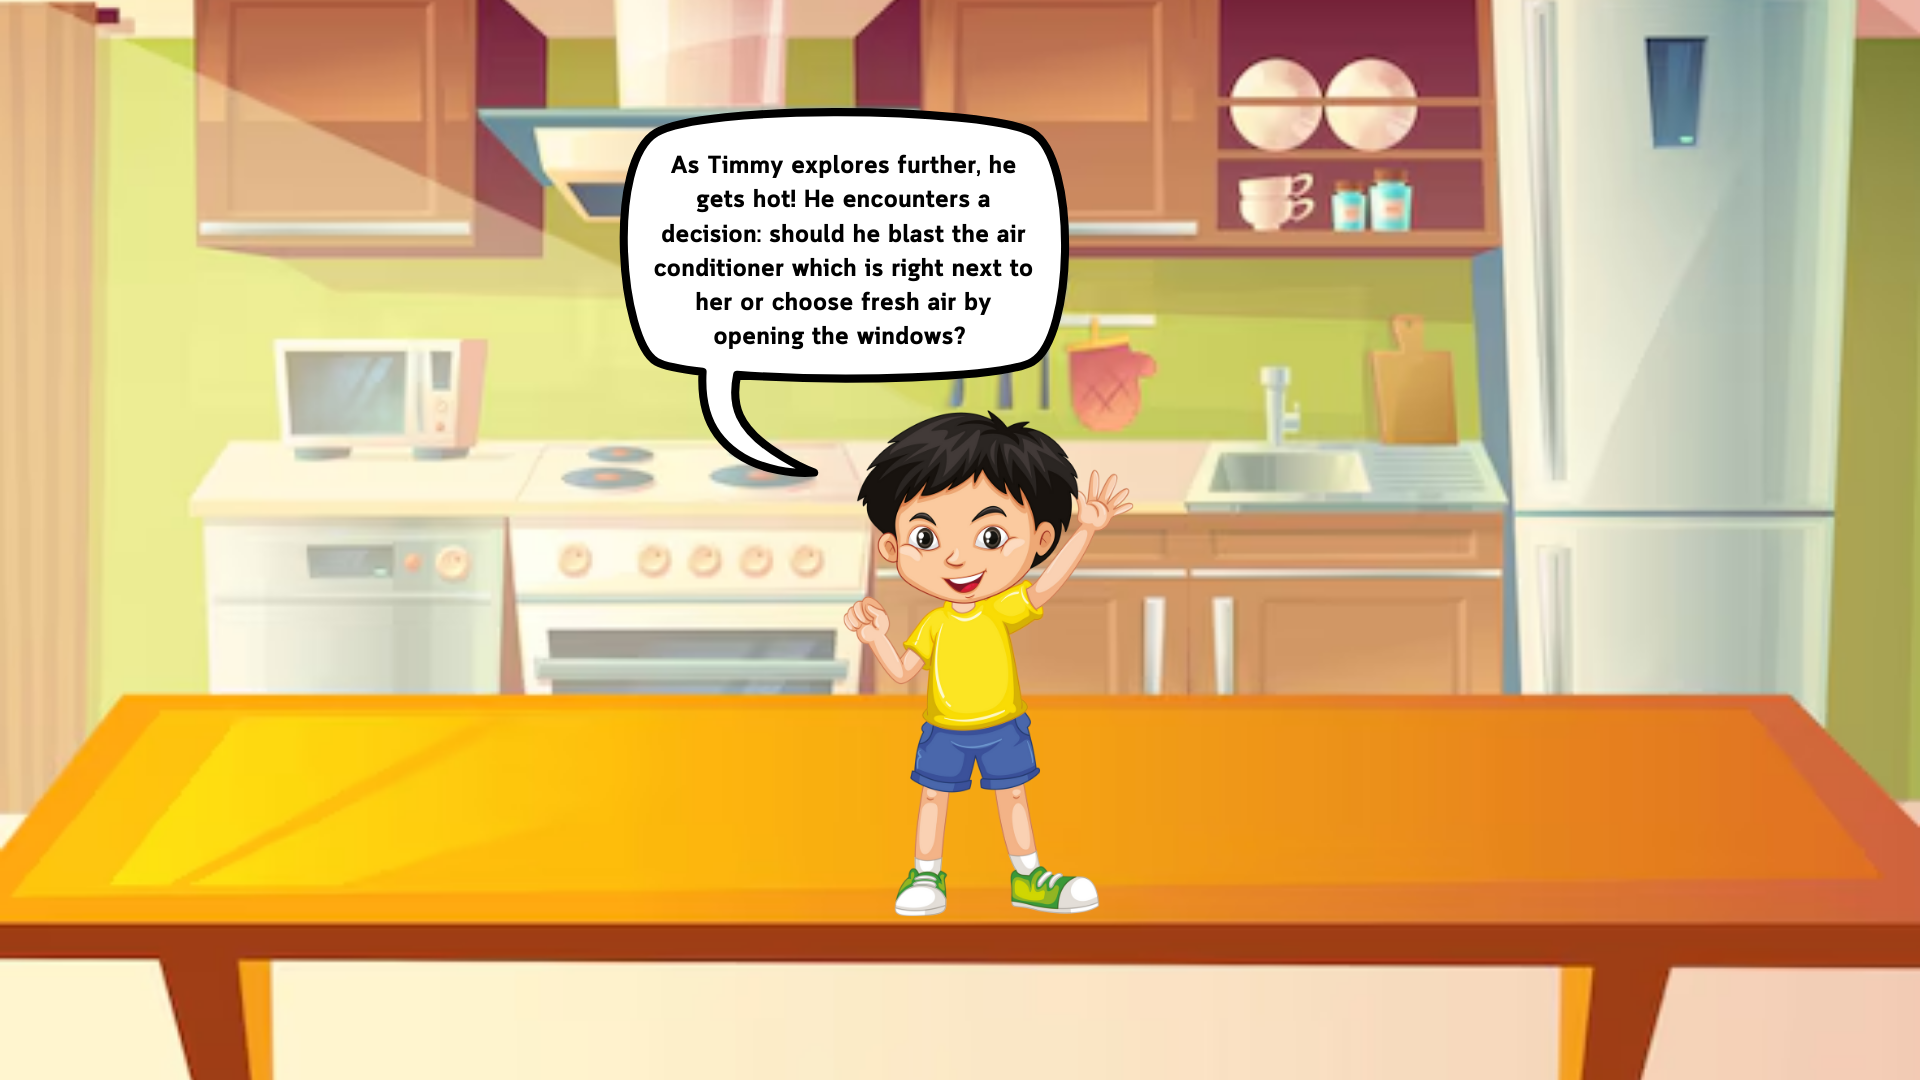 As Timmy explores further, he
gets hot! He encounters a
decision: should he blast the air
conditioner which is right next to
her or choose fresh air by
opening the windows?